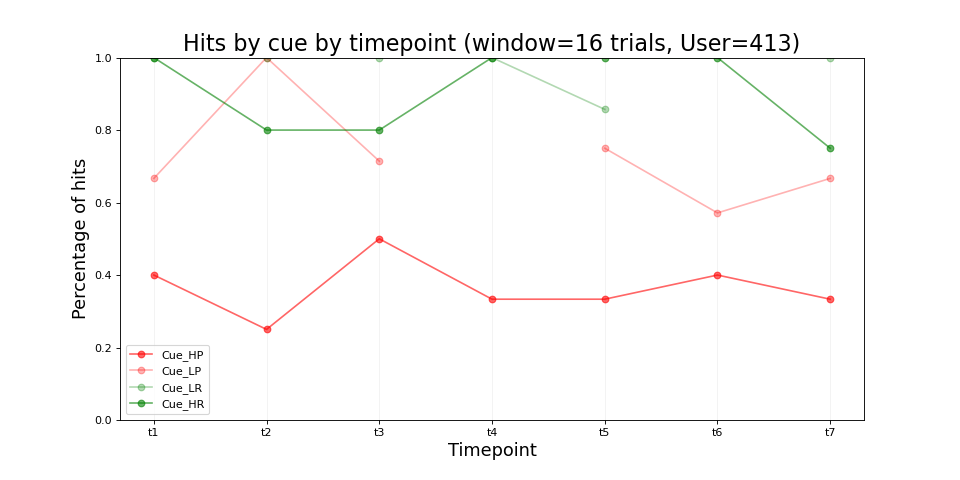 Hits by cue by timepoint (window=16 trials, User=413)
Percentage of hits
1.0
0.8
0.6
0.4
0.2
0.0
Cue_HP
Cue_LP
Cue_LR
Cue_HR
t1 t2 t3 t4 t5 t6 t7
Timepoint